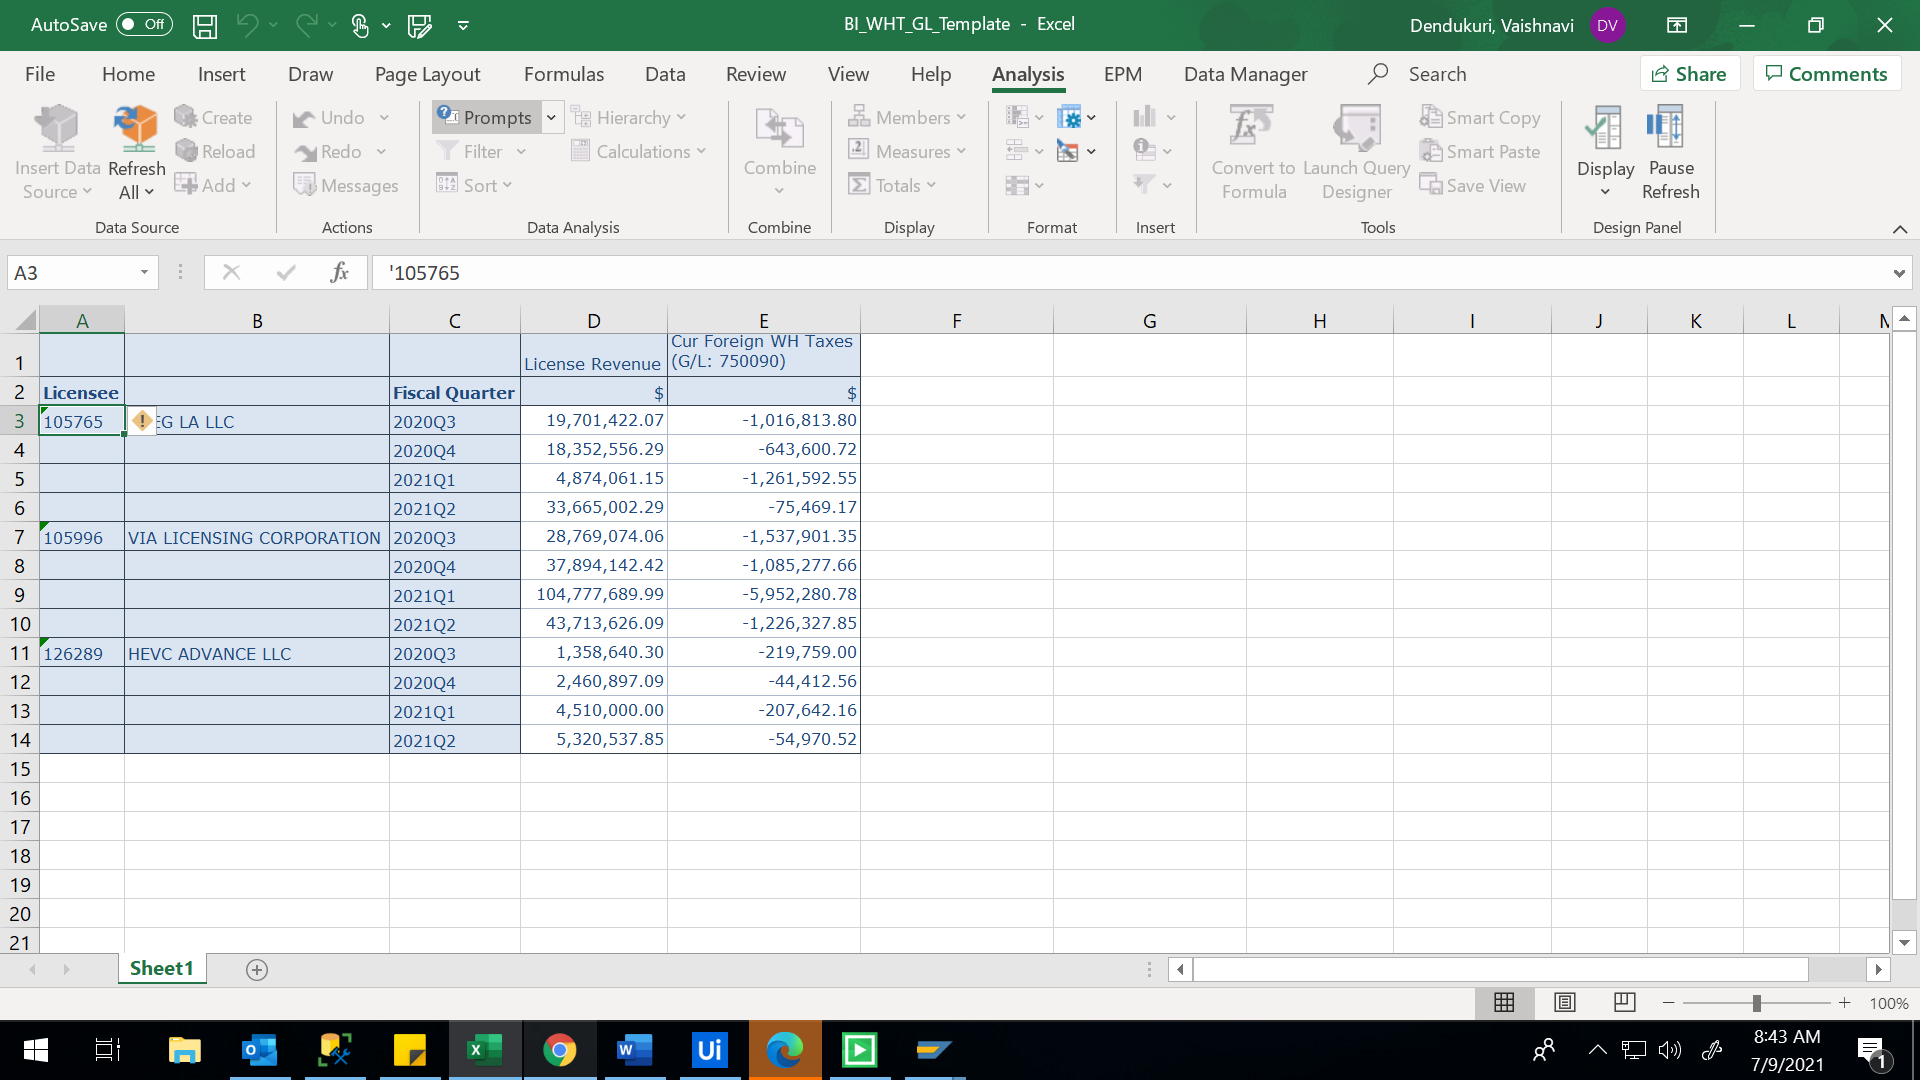 AutoSave Off BI_WHT_GL_Template - Excel Dendukuri, Vaishnavi DV
File Home Insert Draw Page Layout Formulas Data Review View Help Analysis EPM Data Manager Search Share Comments
Insert Data Source
Refresh All
Create
Reload
Add
Data Source
Undo
Redo
Messages
Actions
Prompts
Filter
Sort
Hierarchy
Calculations
Data Analysis
Combine
Combine
Members
Measures
Totals
Display
Format
Insert
Convert to Formula
Launch Query Designer
Smart Copy
Smart Paste
Save View
Tools
Display
Pause Refresh
Design Panel
A3 fx '105765
A B C D E F G H I J K L
1 License Revenue Cur Foreign WH Taxes (G/L: 750090)
2 Licensee Fiscal Quarter $ $
3 105765 EG LA LLC 2020Q3 19,701,422.07 -1,016,813.80
4 2020Q4 18,352,556.29 -643,600.72
5 2021Q1 4,874,061.15 -1,261,592.55
6 2021Q2 33,665,002.29 -75,469.17
7 105996 VIA LICENSING CORPORATION 2020Q3 28,769,074.06 -1,537,901.35
8 2020Q4 37,894,142.42 -1,085,277.66
9 2021Q1 104,777,689.99 -5,952,280.78
10 2021Q2 43,713,626.09 -1,226,327.85
11 126289 HEVC ADVANCE LLC 2020Q3 1,358,640.30 -219,759.00
12 2020Q4 2,460,897.09 -44,412.56
13 2021Q1 4,510,000.00 -207,642.16
14 2021Q2 5,320,537.85 -54,970.52
15
16
17
18
19
20
21
Sheet1
100%
Ui
8:43 AM
7/9/2021
1